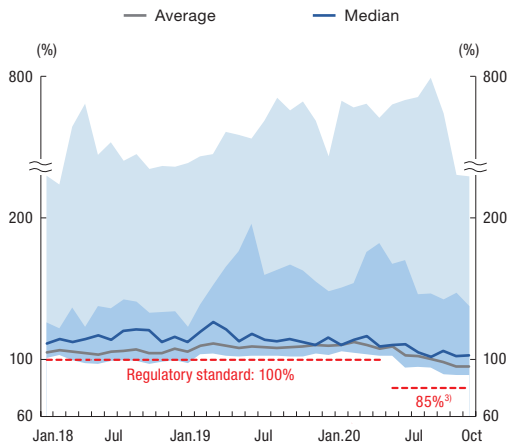 Average Median
(%) (%)
800 800
200 200
100 100
Regulatory standard: 100%
85%3)
60 60
Jan.18 Jul Jan.19 Jul Jan.20 Jul Oct